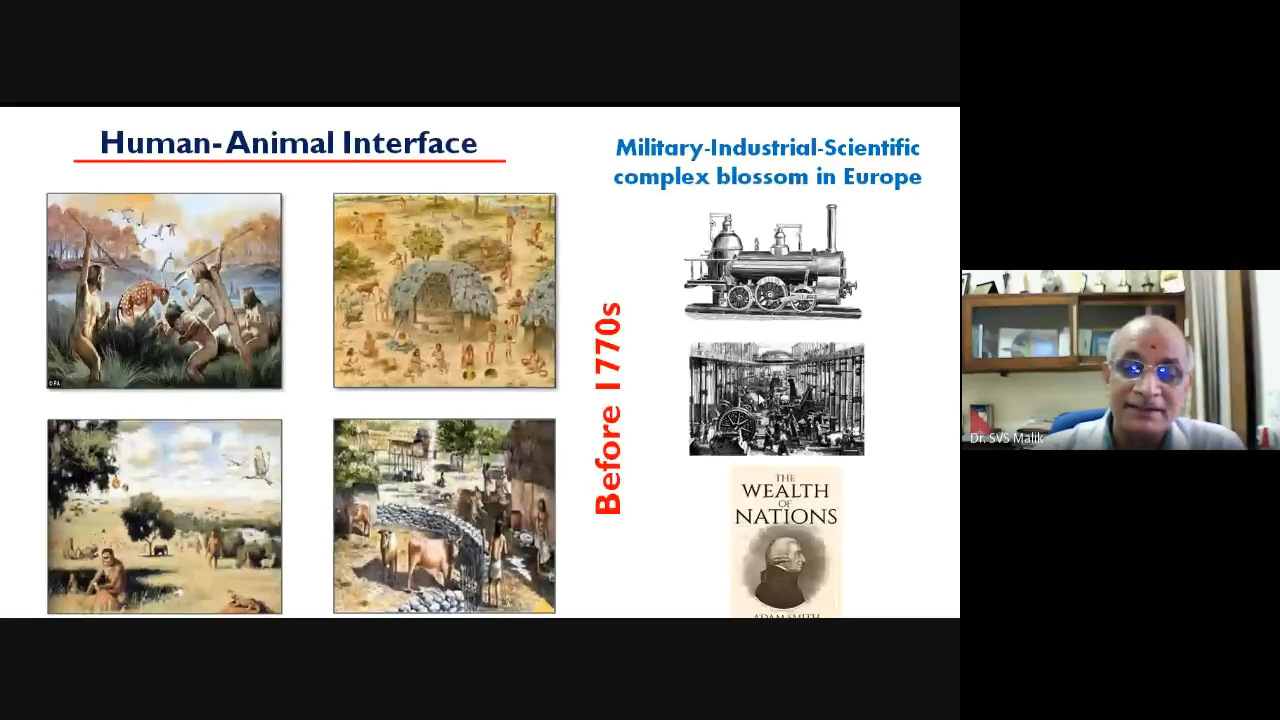 Human-Animal Interface
Military-Industrial-Scientific
complex blossom in Europe
Before 1770s
THE
WEALTH
OF
NATIONS
ADAM SMITH
Dr. SVS Malik